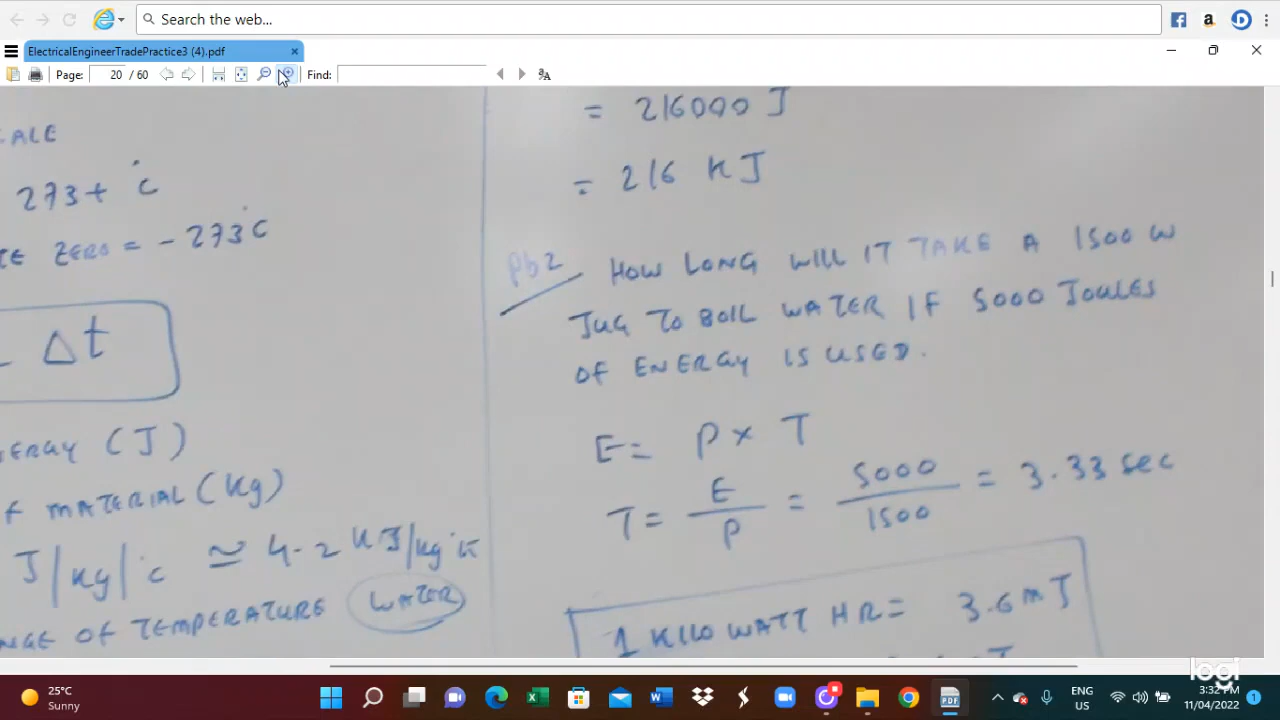 Search the web...
ElectricalEngineerTradePractice3 (4).pdf
Page: 20 / 60 Find:
CALE
273+ °C
ZERO = -273°C
Δt
ERGY (J)
F MATERIAL (Kg)
J/Kg/°C ≃ 4.2 KJ/Kg°K
NGE OF TEMPERATURE WATER
= 216000 J
= 216 KJ
Pb2 HOW LONG WILL IT TAKE A 1500 W
JUG TO BOIL WATER IF 5000 JOULES
OF ENERGY IS USED.
E = P × T
T = E/P = 5000/1500 = 3.33 sec
1 KILO WATT HR = 3.6 mJ
logi
25°C
Sunny
ENG
US
3:32 PM
11/04/2022